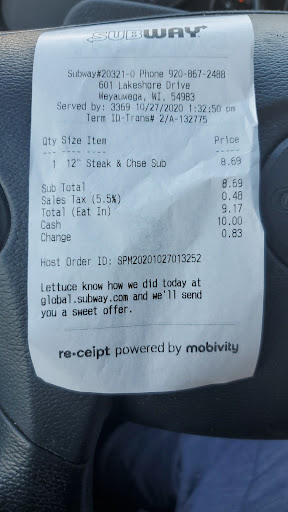 SUBWAY
Subway#20321-0 Phone 920-867-2488
601 Lakeshore Drive
Weyauwega, WI, 54983
Served by: 3369 10/27/2020 1:32:50 pm
Term ID-Trans# 2/A-132775
Qty Size Item Price
1 12" Steak & Chse Sub 8.69
Sub Total 8.69
Sales Tax (5.5%) 0.48
Total (Eat In) 9.17
Cash 10.00
Change 0.83
Host Order ID: SPM20201027013252
Lettuce know how we did today at
global.subway.com and we'll send
you a sweet offer.
re•ceipt powered by mobivity